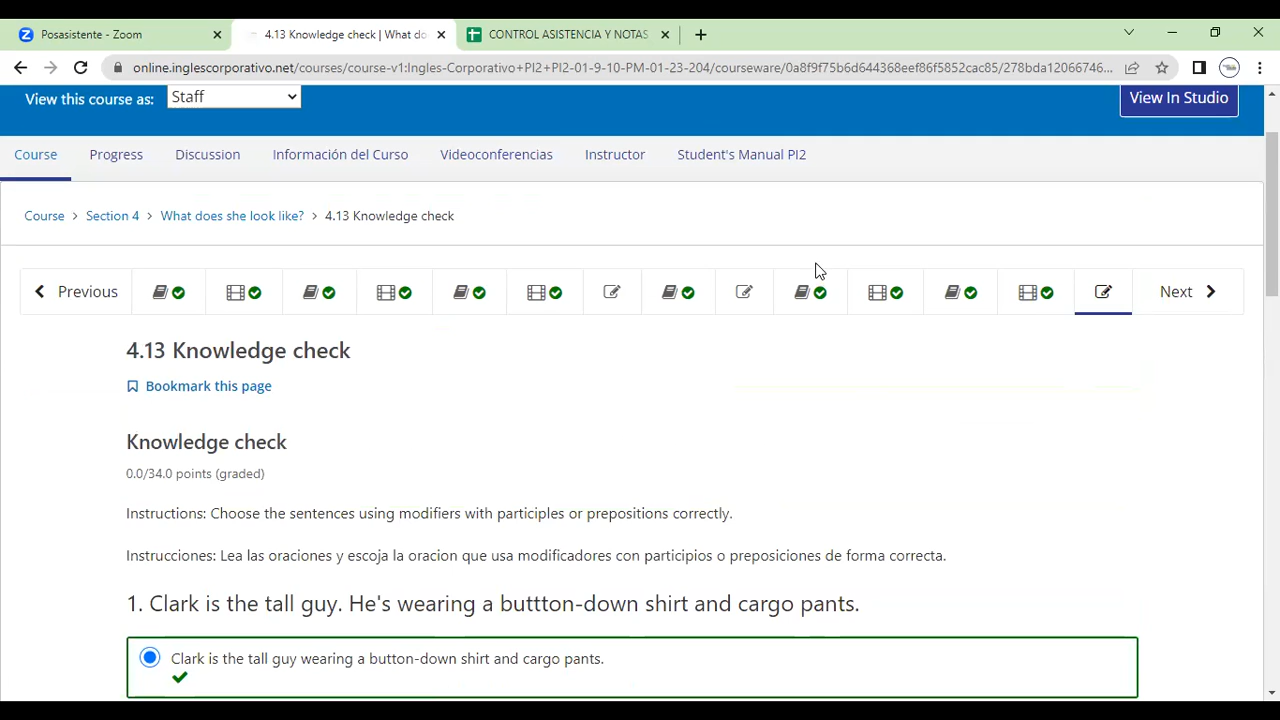 Posasistente - Zoom
4.13 Knowledge check | What do
CONTROL ASISTENCIA Y NOTAS
online.inglescorporativo.net/courses/course-v1:Ingles-Corporativo+PI2+PI2-01-9-10-PM-01-23-204/courseware/0a8f9f75b6d644368eef86f5852cac85/278bda12066746...
View this course as:
Staff
View In Studio
Course
Progress
Discussion
Información del Curso
Videoconferencias
Instructor
Student's Manual PI2
Course > Section 4 > What does she look like? > 4.13 Knowledge check
Previous
Next
4.13 Knowledge check
Bookmark this page
Knowledge check
0.0/34.0 points (graded)
Instructions: Choose the sentences using modifiers with participles or prepositions correctly.
Instrucciones: Lea las oraciones y escoja la oracion que usa modificadores con participios o preposiciones de forma correcta.
1. Clark is the tall guy. He's wearing a buttton-down shirt and cargo pants.
Clark is the tall guy wearing a button-down shirt and cargo pants.